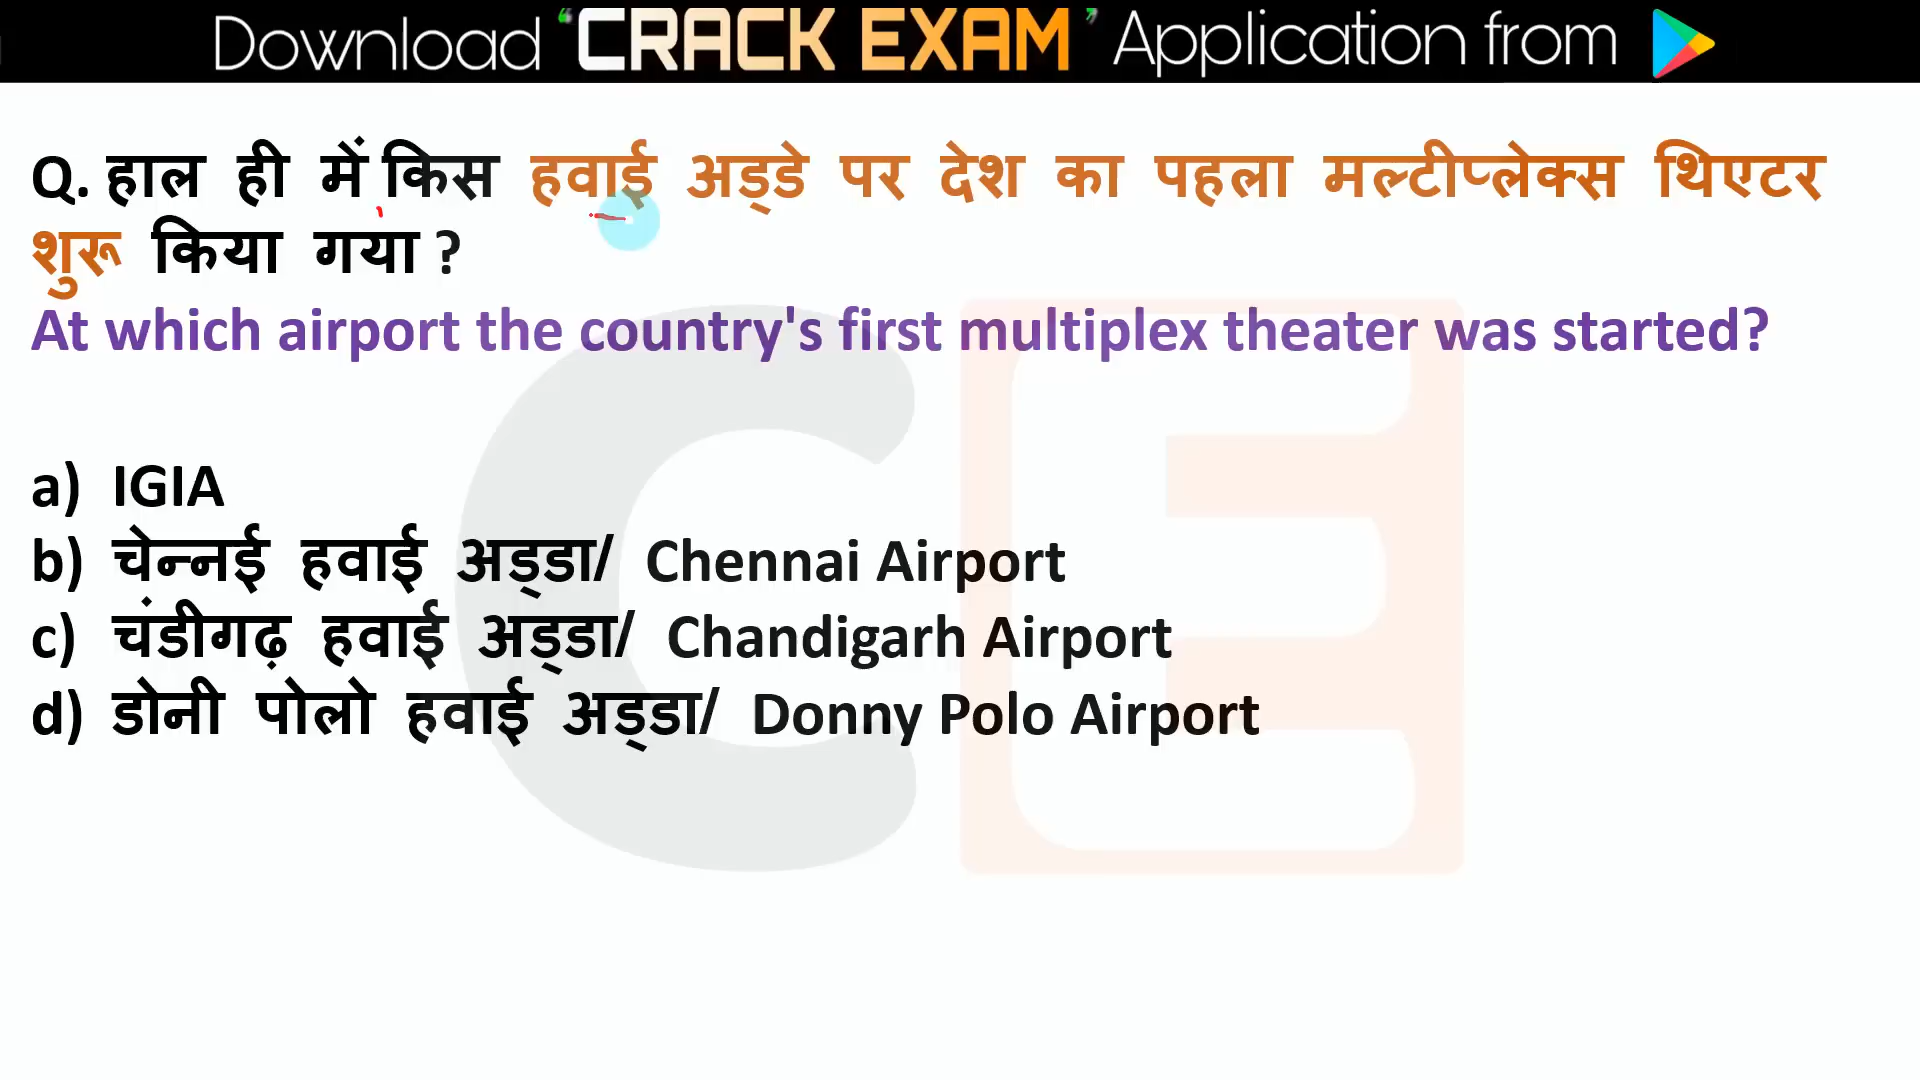 Download 'CRACK EXAM' Application from
Q. हाल ही में किस हवाई अड्डे पर देश का पहला मल्टीप्लेक्स थिएटर
शुरू किया गया ?
At which airport the country's first multiplex theater was started?
a) IGIA
b) चेन्नई हवाई अड्डा/ Chennai Airport
c) चंडीगढ़ हवाई अड्डा/ Chandigarh Airport
d) डोनी पोलो हवाई अड्डा/ Donny Polo Airport
CE